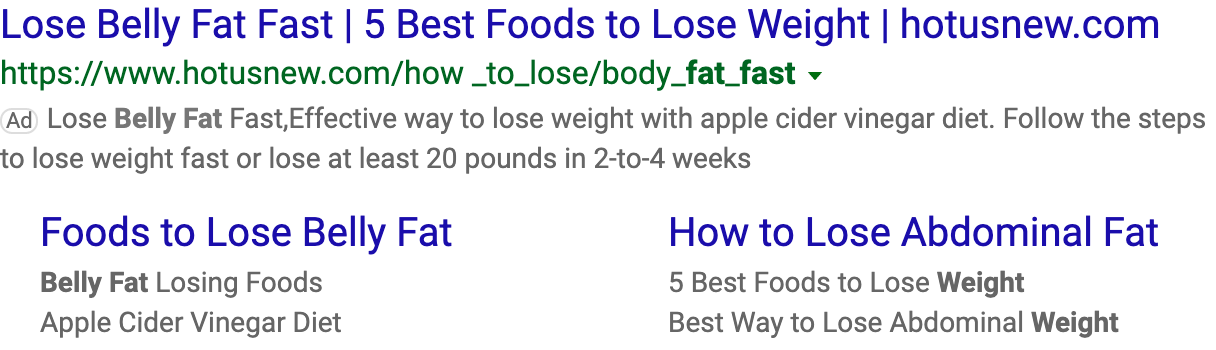 Lose Belly Fat Fast | 5 Best Foods to Lose Weight | hotusnew.com
https://www.hotusnew.com/how _to_lose/body_fat_fast
Ad Lose Belly Fat Fast,Effective way to lose weight with apple cider vinegar diet. Follow the steps
to lose weight fast or lose at least 20 pounds in 2-to-4 weeks
Foods to Lose Belly Fat
Belly Fat Losing Foods
Apple Cider Vinegar Diet
How to Lose Abdominal Fat
5 Best Foods to Lose Weight
Best Way to Lose Abdominal Weight